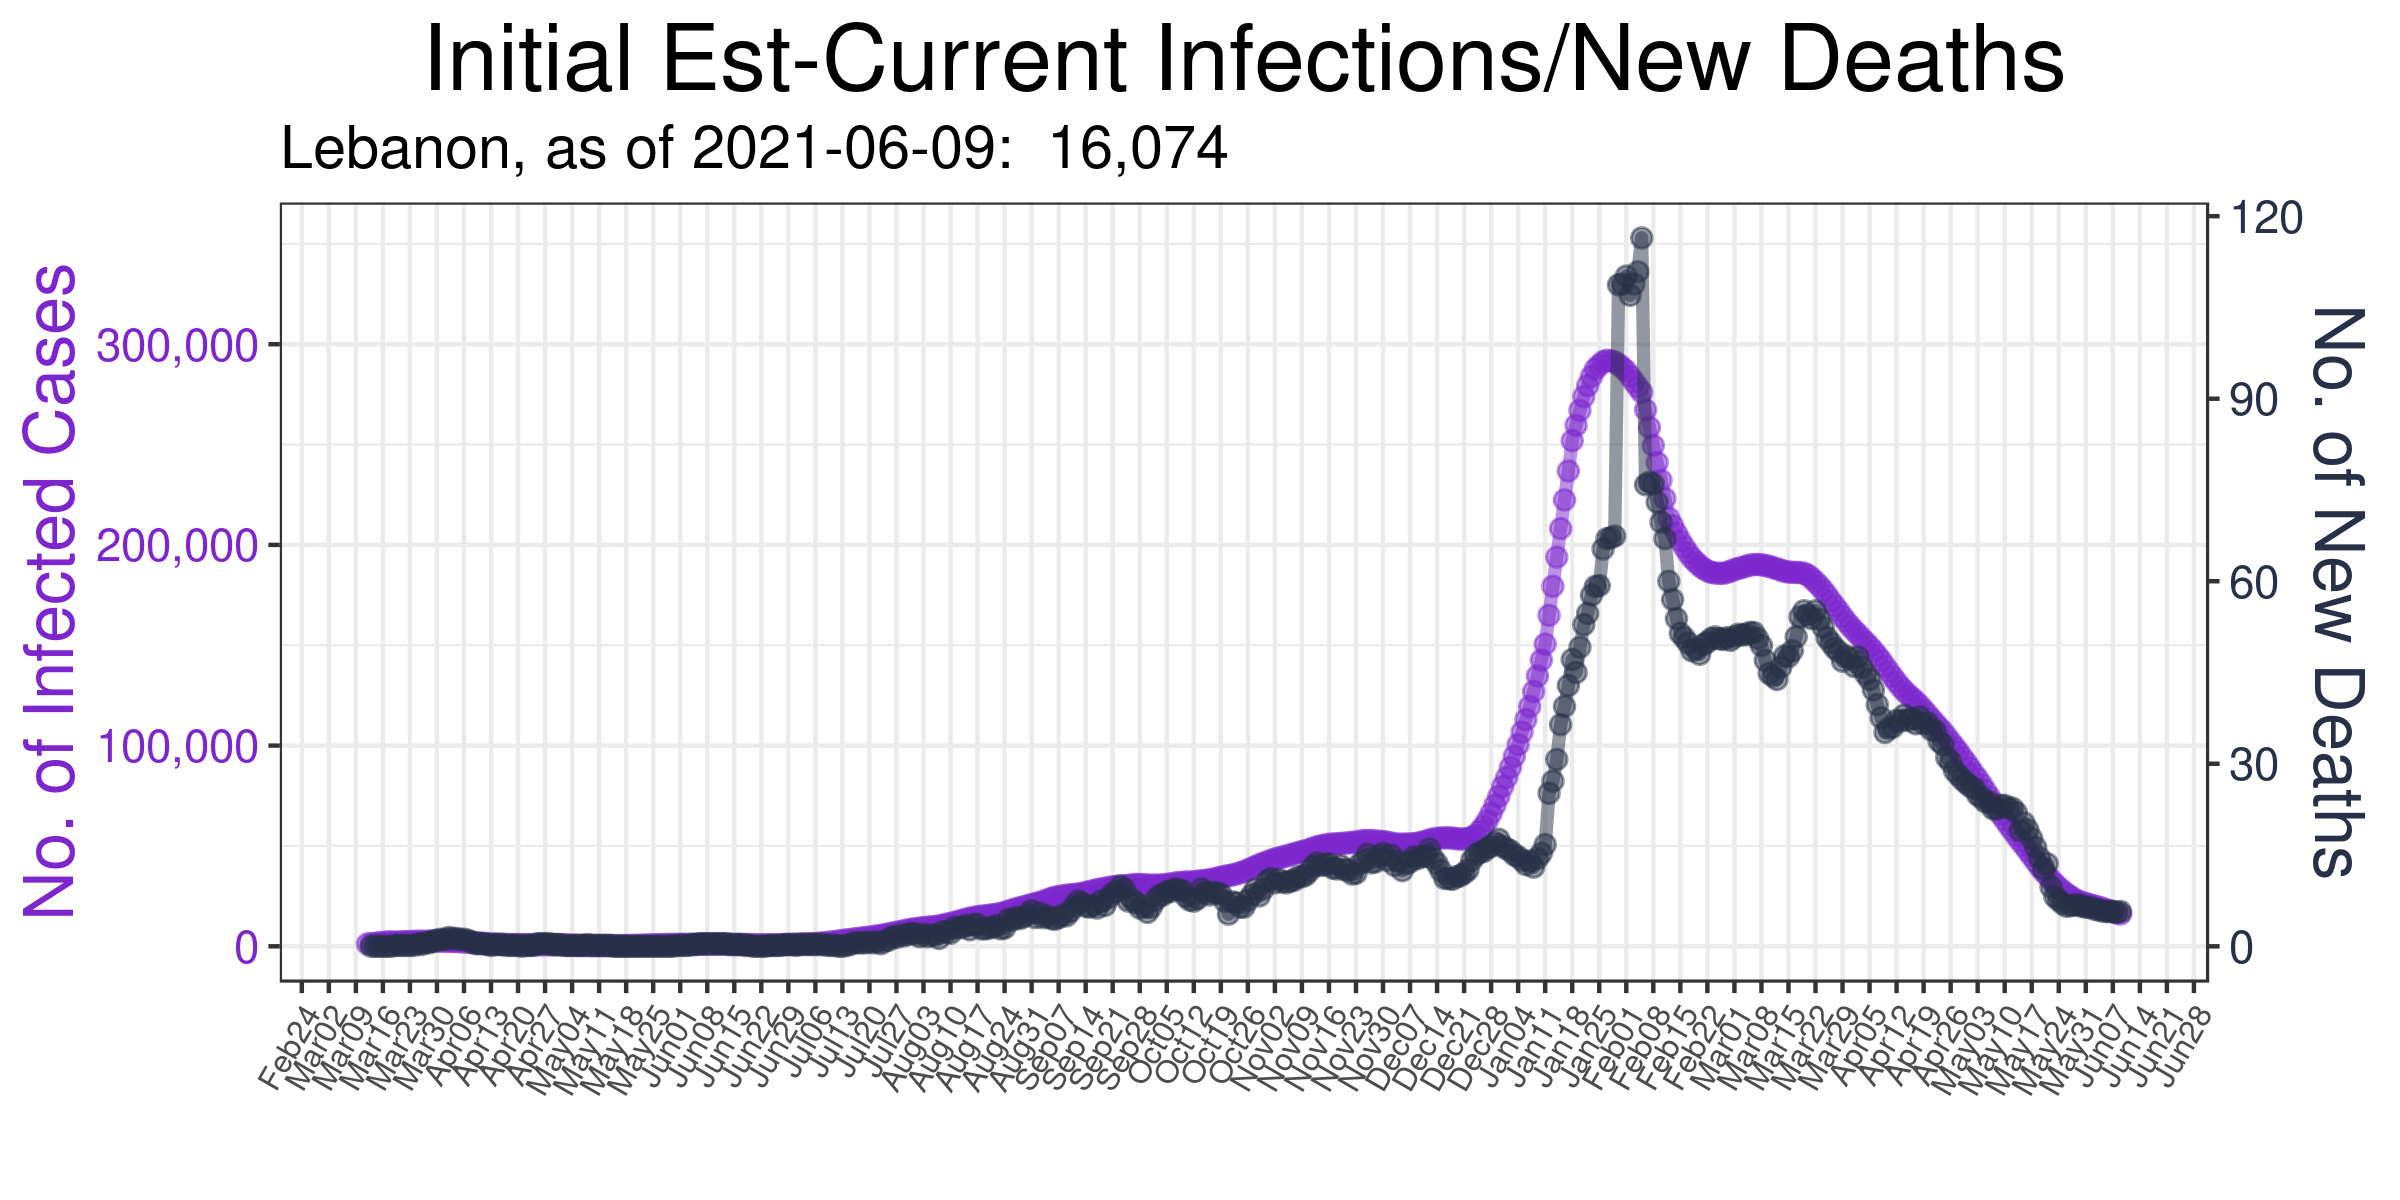 Initial Est-Current Infections/New Deaths
Lebanon, as of 2021-06-09:  16,074
No. of Infected Cases
300,000
200,000
100,000
0
120
90
60
30
0
No. of New Deaths
Feb24
Mar02
Mar09
Mar16
Mar23
Mar30
Apr06
Apr13
Apr20
Apr27
May04
May11
May18
May25
Jun01
Jun08
Jun15
Jun22
Jun29
Jul06
Jul13
Jul20
Jul27
Aug03
Aug10
Aug17
Aug24
Aug31
Sep07
Sep14
Sep21
Sep28
Oct05
Oct12
Oct19
Oct26
Nov02
Nov09
Nov16
Nov23
Nov30
Dec07
Dec14
Dec21
Dec28
Jan04
Jan11
Jan18
Jan25
Feb01
Feb08
Feb15
Feb22
Mar01
Mar08
Mar15
Mar22
Mar29
Apr05
Apr12
Apr19
Apr26
May03
May10
May17
May24
May31
Jun07
Jun14
Jun21
Jun28